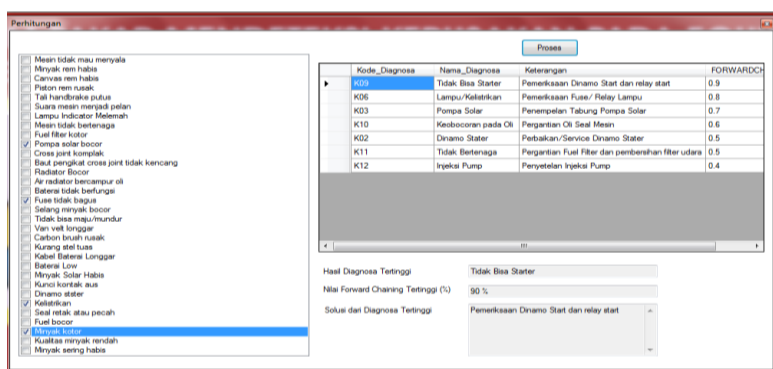 Perhitungan
Mesin tidak mau menyala
Minyak rem habis
Canvas rem habis
Piston rem rusak
Tali handbrake putus
Suara mesin menjadi pelan
Lampu Indicator Melemah
Mesin tidak bertenaga
Fuel filter kotor
Pompa solar bocor
Cross joint komplak
Baut pengikat cross joint tidak kencang
Radiator Bocor
Air radiator bercampur oli
Baterai tidak berfungsi
Fuse tidak bagus
Selang minyak bocor
Tidak bisa maju/mundur
Van velt longgar
Carbon brush rusak
Kurang stel tuas
Kabel Baterai Longgar
Baterai Low
Minyak Solar Habis
Kunci kontak aus
Dinamo stater
Kelistrikan
Seal retak atau pecah
Fuel bocor
Minyak kotor
Kualitas minyak rendah
Minyak sering habis
Proses
Kode_Diagnosa Nama_Diagnosa Keterangan FORWARDCH
K09 Tidak Bisa Starter Pemeriksaan Dinamo Start dan relay start 0.9
K06 Lampu/Kelistrikan Pemeriksaan Fuse/ Relay Lampu 0.8
K03 Pompa Solar Penempelan Tabung Pompa Solar 0.7
K10 Keobocoran pada Oli Pergantian Oli Seal Mesin 0.6
K02 Dinamo Stater Perbaikan/Service Dinamo Stater 0.5
K11 Tidak Bertenaga Pergantian Fuel Filter dan pembersihan filter udara 0.5
K12 Injeksi Pump Penyetelan Injeksi Pump 0.4
Hasil Diagnosa Tertinggi Tidak Bisa Starter
Nilai Forward Chaining Tertinggi (%) 90 %
Solusi dari Diagnosa Tertinggi Pemeriksaan Dinamo Start dan relay start